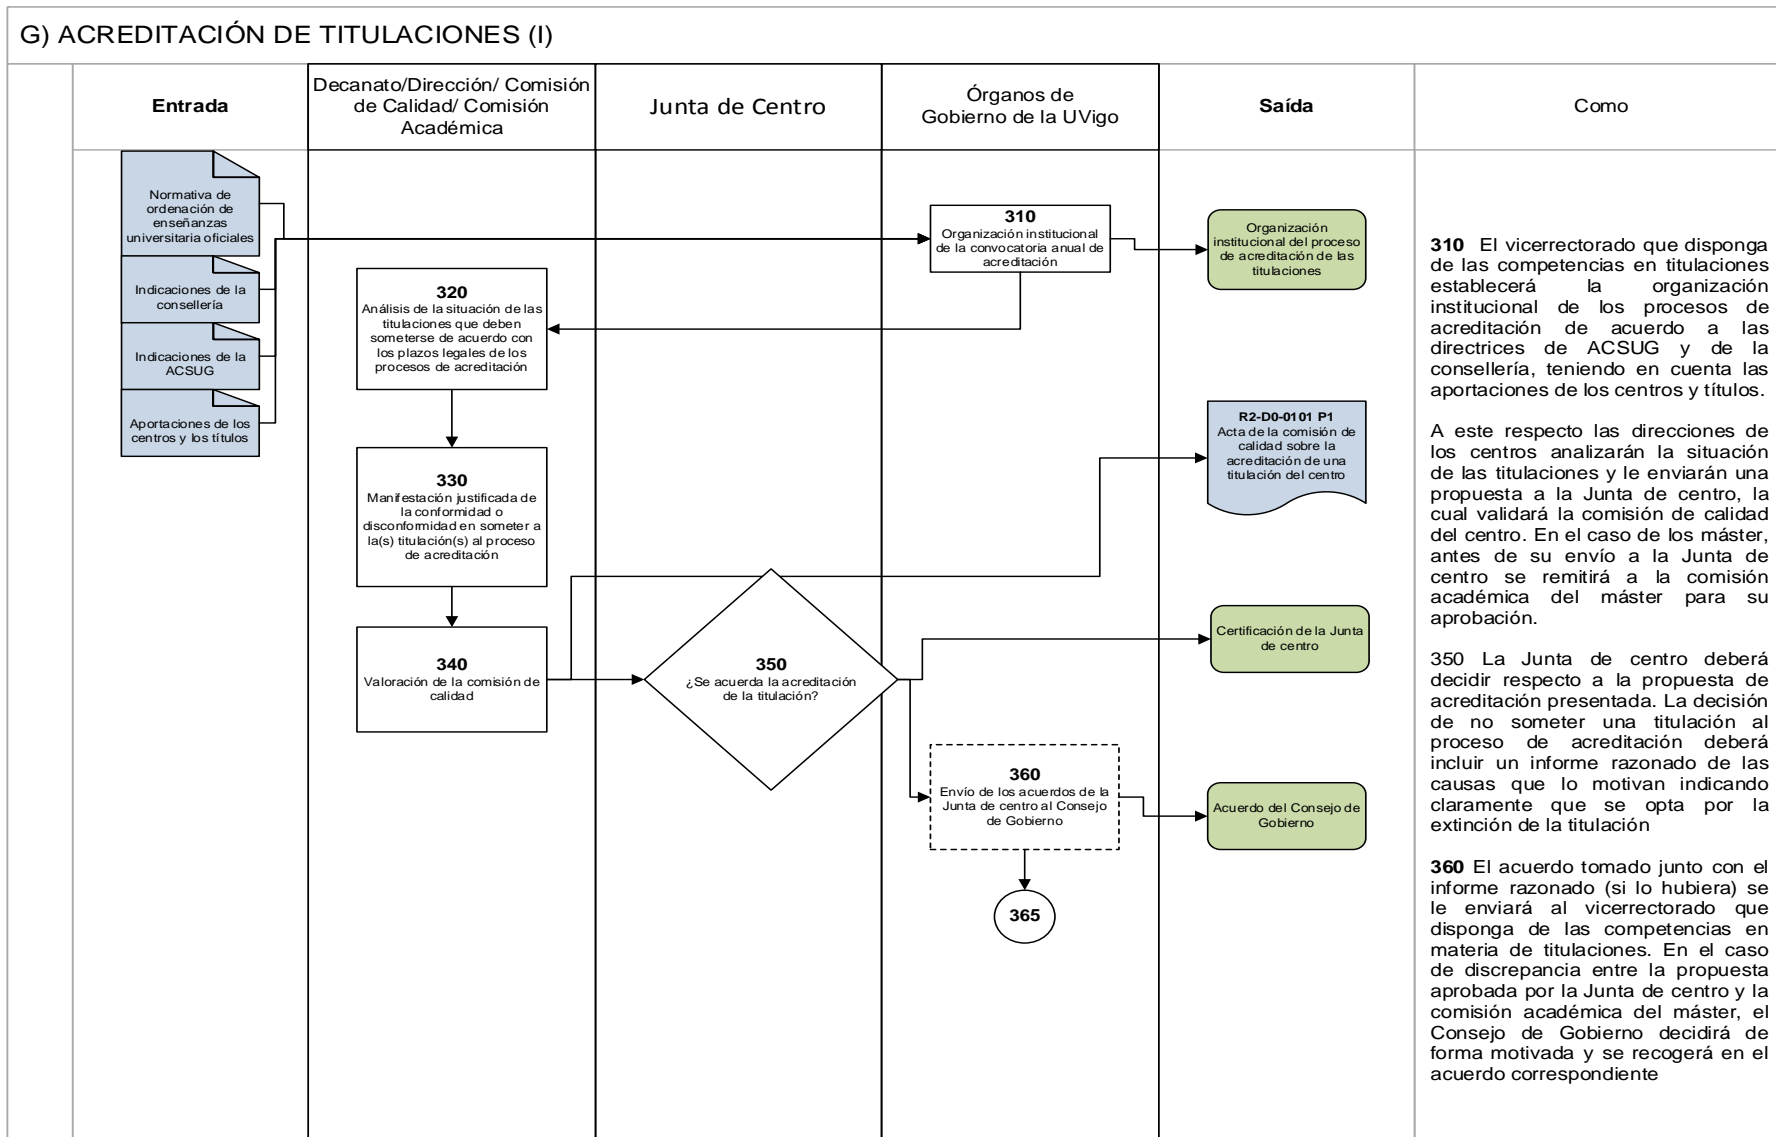 G) ACREDITACIÓN DE TITULACIONES (I)
Entrada
Decanato/Dirección/ Comisión
de Calidad/ Comisión
Académica
Junta de Centro
Órganos de
Gobierno de la UVigo
Saída
Como
Normativa de
ordenación de
enseñanzas
universitaria oficiales
Indicaciones de la
consellería
Indicaciones de la
ACSUG
Aportaciones de los
centros y los títulos
320
Análisis de la situación de las
titulaciones que deben
someterse de acuerdo con
los plazos legales de los
procesos de acreditación
330
Manifestación justificada de
la conformidad o
disconformidad en someter a
la(s) titulación(s) al proceso
de acreditación
340
Valoración de la comisión de
calidad
350
¿Se acuerda la acreditación
de la titulación?
310
Organización institucional
de la convocatoria anual de
acreditación
360
Envío de los acuerdos de la
Junta de centro al Consejo
de Gobierno
365
Organización
institucional del proceso
de acreditación de las
titulaciones
R2-D0-0101 P1
Acta de la comisión de
calidad sobre la
acreditación de una
titulación del centro
Certificación de la Junta
de centro
Acuerdo del Consejo de
Gobierno
310 El vicerrectorado que disponga
de las competencias en titulaciones
establecerá la organización
institucional de los procesos de
acreditación de acuerdo a las
directrices de ACSUG y de la
consellería, teniendo en cuenta las
aportaciones de los centros y títulos.
A este respecto las direcciones de
los centros analizarán la situación
de las titulaciones y le enviarán una
propuesta a la Junta de centro, la
cual validará la comisión de calidad
del centro. En el caso de los máster,
antes de su envío a la Junta de
centro se remitirá a la comisión
académica del máster para su
aprobación.
350 La Junta de centro deberá
decidir respecto a la propuesta de
acreditación presentada. La decisión
de no someter una titulación al
proceso de acreditación deberá
incluir un informe razonado de las
causas que lo motivan indicando
claramente que se opta por la
extinción de la titulación
360 El acuerdo tomado junto con el
informe razonado (si lo hubiera) se
le enviará al vicerrectorado que
disponga de las competencias en
materia de titulaciones. En el caso
de discrepancia entre la propuesta
aprobada por la Junta de centro y la
comisión académica del máster, el
Consejo de Gobierno decidirá de
forma motivada y se recogerá en el
acuerdo correspondiente